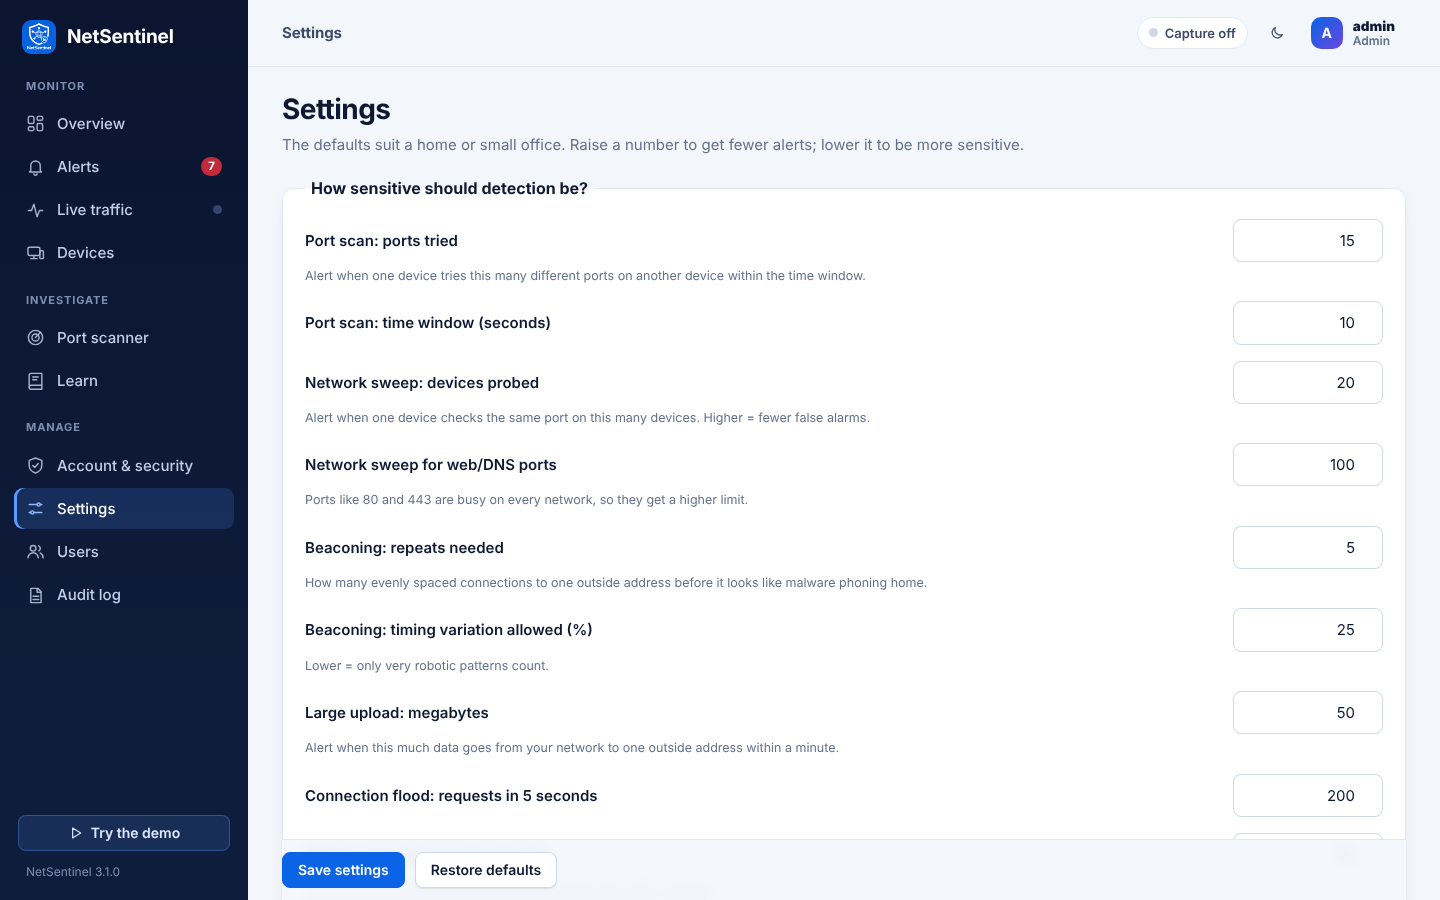 NetSentinel
MONITOR
Overview
Alerts
7
Live traffic
Devices
INVESTIGATE
Port scanner
Learn
MANAGE
Account & security
Settings
Users
Audit log
Try the demo
NetSentinel 3.1.0
Settings
Capture off
A
admin
Admin
Settings
The defaults suit a home or small office. Raise a number to get fewer alerts; lower it to be more sensitive.
How sensitive should detection be?
Port scan: ports tried
15
Alert when one device tries this many different ports on another device within the time window.
Port scan: time window (seconds)
10
Network sweep: devices probed
20
Alert when one device checks the same port on this many devices. Higher = fewer false alarms.
Network sweep for web/DNS ports
100
Ports like 80 and 443 are busy on every network, so they get a higher limit.
Beaconing: repeats needed
5
How many evenly spaced connections to one outside address before it looks like malware phoning home.
Beaconing: timing variation allowed (%)
25
Lower = only very robotic patterns count.
Large upload: megabytes
50
Alert when this much data goes from your network to one outside address within a minute.
Connection flood: requests in 5 seconds
200
Save settings
Restore defaults